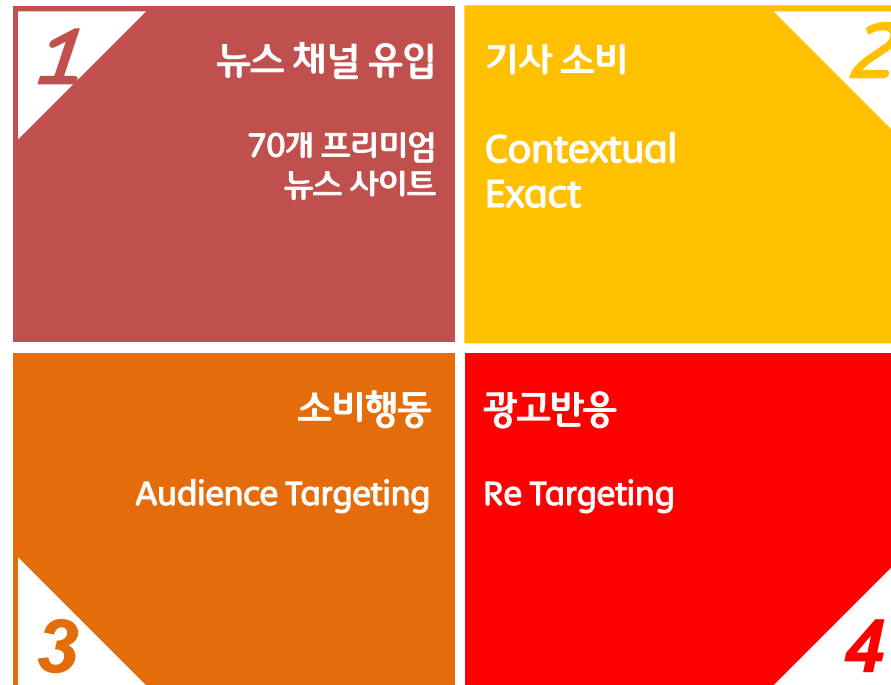 1
뉴스 채널 유입
70개 프리미엄
뉴스 사이트
2
기사 소비
Contextual
Exact
소비행동
Audience Targeting
3
광고반응
Re Targeting
4